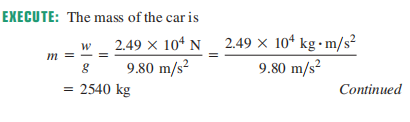 EXECUTE: The mass of the car is
m = w/g = 2.49 × 10⁴ N / 9.80 m/s² = 2.49 × 10⁴ kg · m/s² / 9.80 m/s²
= 2540 kg Continued